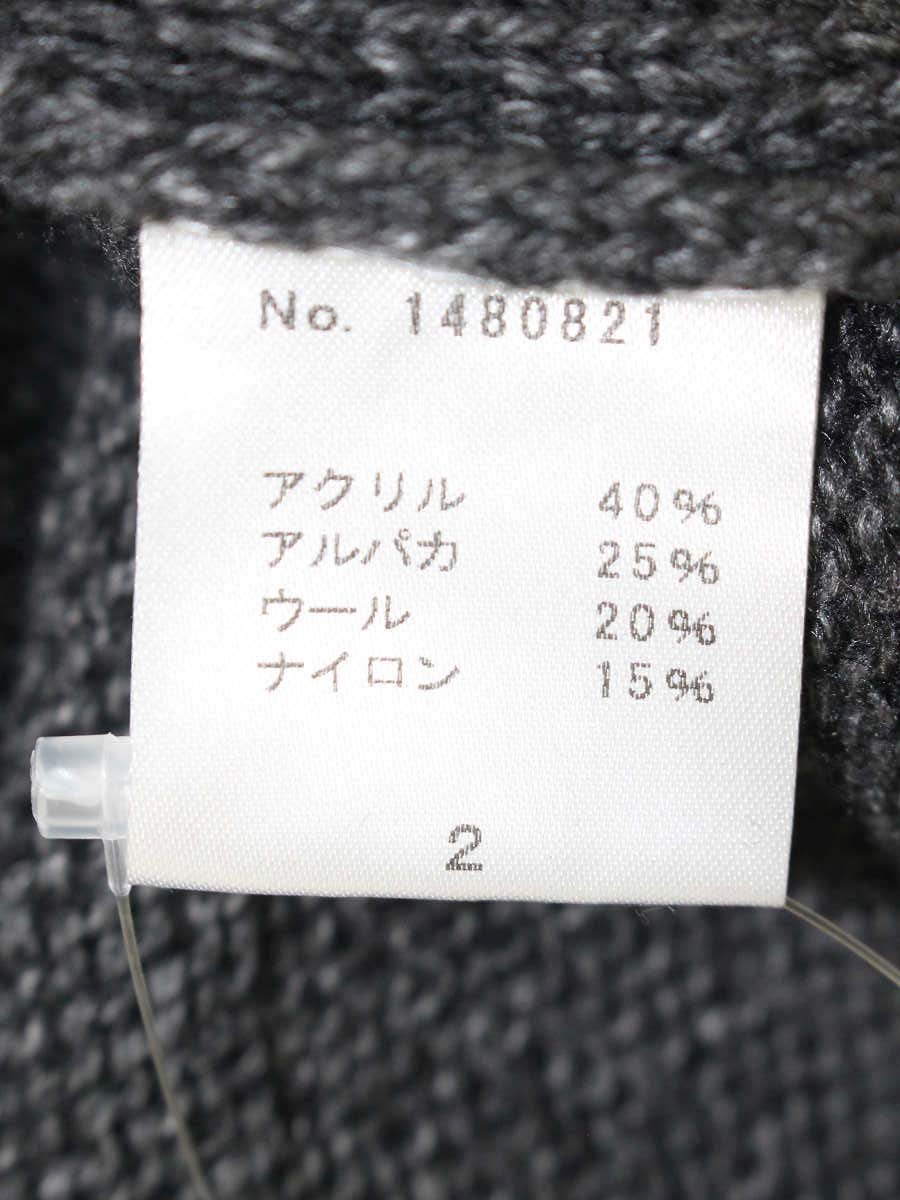 No. 1480821
アクリル 40%
アルパカ 25%
ウール 20%
ナイロン 15%
2